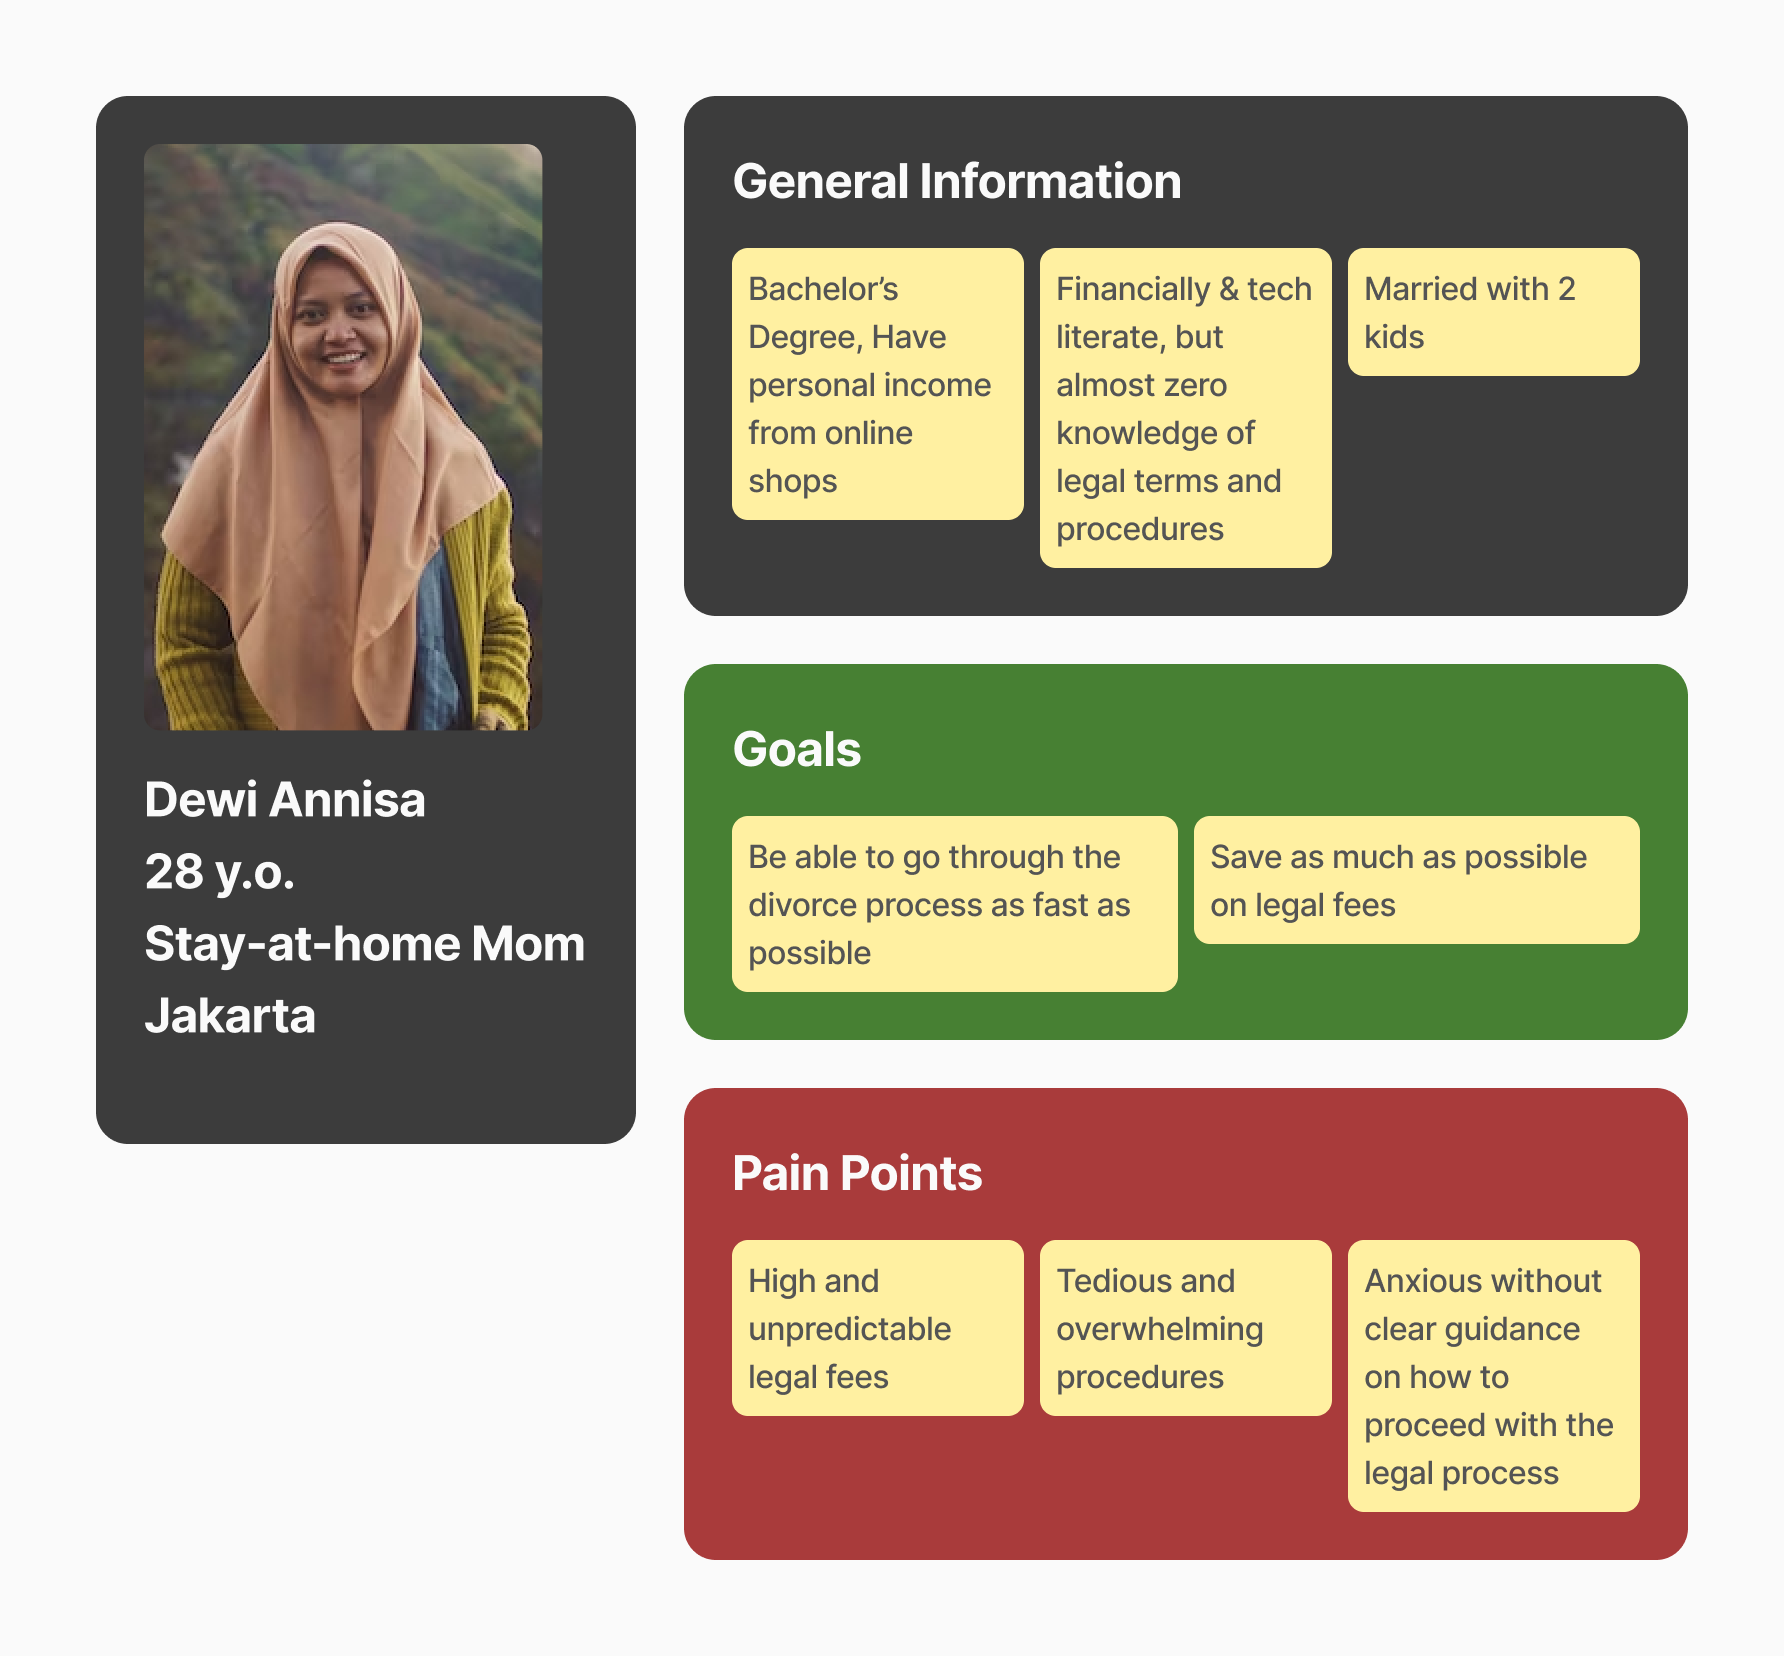 Dewi Annisa
28 y.o.
Stay-at-home Mom
Jakarta
General Information
Bachelor’s
Degree, Have
personal income
from online
shops
Financially & tech
literate, but
almost zero
knowledge of
legal terms and
procedures
Married with 2
kids
Goals
Be able to go through the
divorce process as fast as
possible
Save as much as possible
on legal fees
Pain Points
High and
unpredictable
legal fees
Tedious and
overwhelming
procedures
Anxious without
clear guidance
on how to
proceed with the
legal process